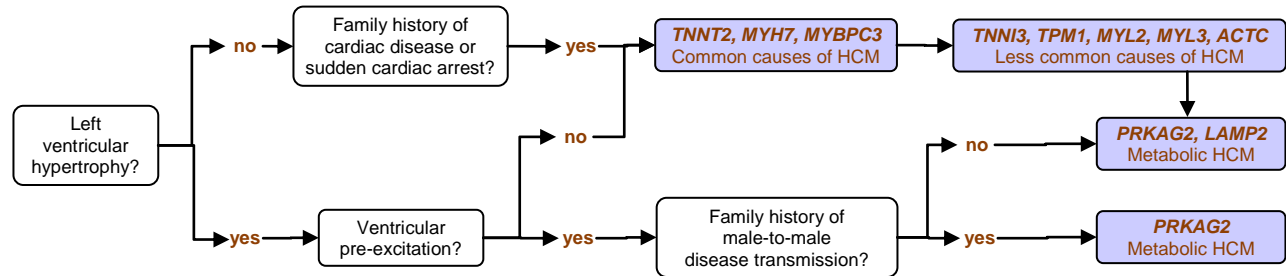 Family history of
cardiac disease or
sudden cardiac arrest?
no
yes
TNNT2, MYH7, MYBPC3
Common causes of HCM
TNNI3, TPM1, MYL2, MYL3, ACTC
Less common causes of HCM
Left
ventricular
hypertrophy?
no
no
PRKAG2, LAMP2
Metabolic HCM
yes
Ventricular
pre-excitation?
yes
Family history of
male-to-male
disease transmission?
yes
PRKAG2
Metabolic HCM